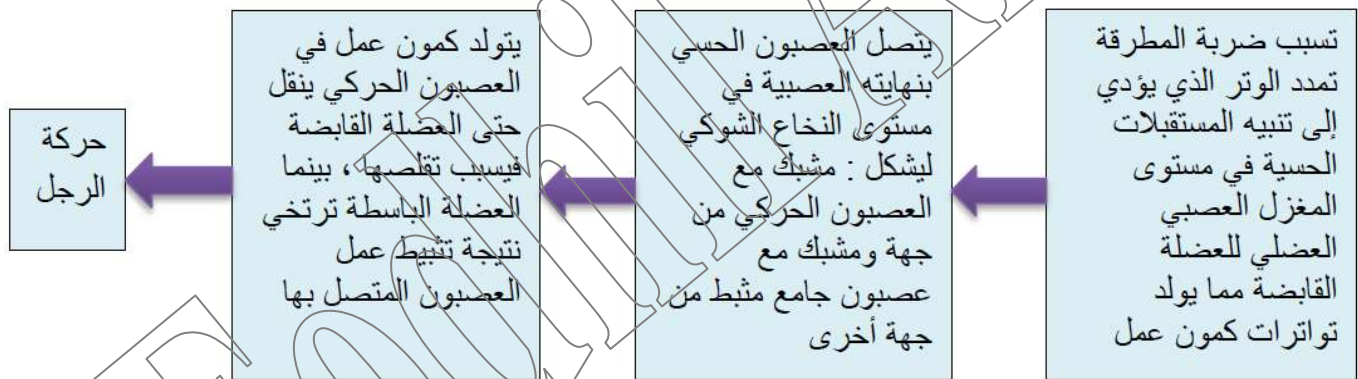 تسبب ضربة المطرقة
تمدد الوتر الذي يؤدي
إلى تنبيه المستقبلات
الحسية في مستوى
المغزل العصبي
العضلي للعضلة
القابضة مما يولد
تواترات كمون عمل
يتصل العصبون الحسي
بنهايته العصبية في
مستوى النخاع الشوكي
ليشكل : مشبك مع
العصبون الحركي من
جهة ومشبك مع
عصبون جامع مثبط من
جهة أخرى
يتولد كمون عمل في
العصبون الحركي ينقل
حتى العضلة القابضة
فيسبب تقلصها ، بينما
العضلة الباسطة ترتخي
نتيجة تثبيط عمل
العصبون المتصل بها
حركة
الرجل